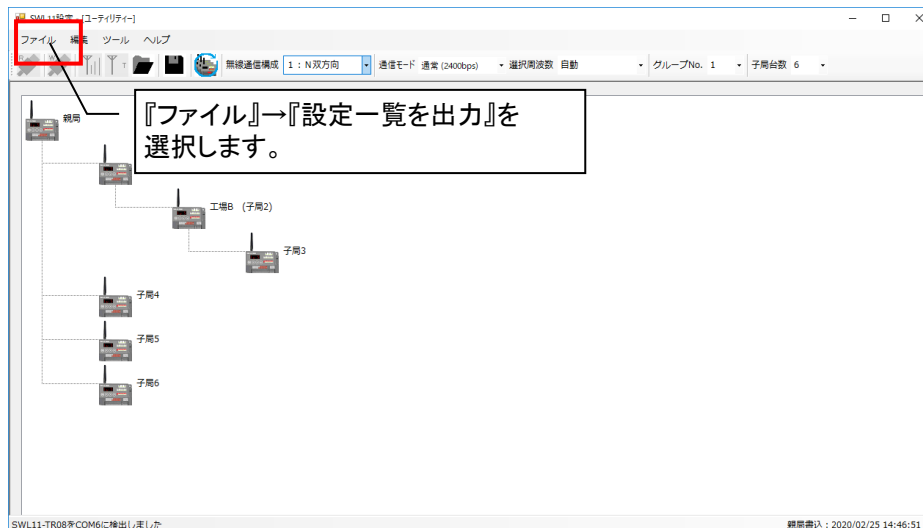 SWL11設定 - [ユーティリティー]
ファイル 編集 ツール ヘルプ
無線通信構成 1：N双方向 通信モード 通常 (2400bps) 選択周波数 自動 グループNo. 1 子局台数 6
『ファイル』→『設定一覧を出力』を
選択します。
親局
工場B (子局2)
子局3
子局4
子局5
子局6
SWL11-TR08をCOM6に検出しました 親局書込：2020/02/25 14:46:51